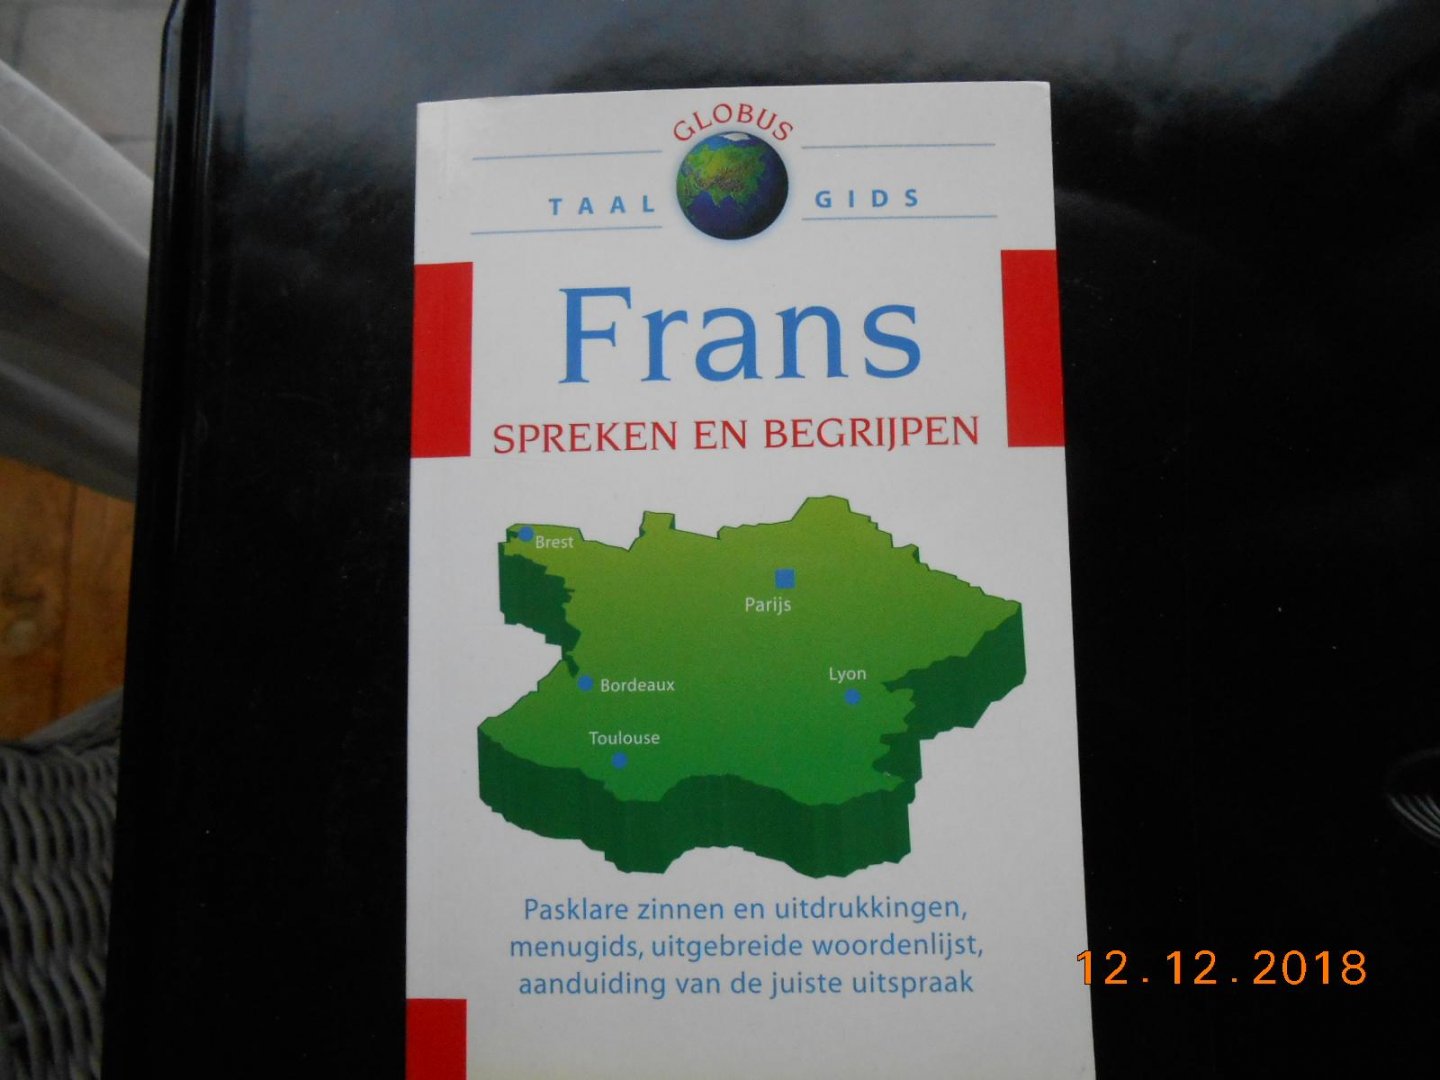 GLOBUS
TAAL GIDS
Frans
SPREKEN EN BEGRIJPEN
Brest
Parijs
Lyon
Bordeaux
Toulouse
Pasklare zinnen en uitdrukkingen,
menugids, uitgebreide woordenlijst,
aanduiding van de juiste uitspraak
12.12.2018